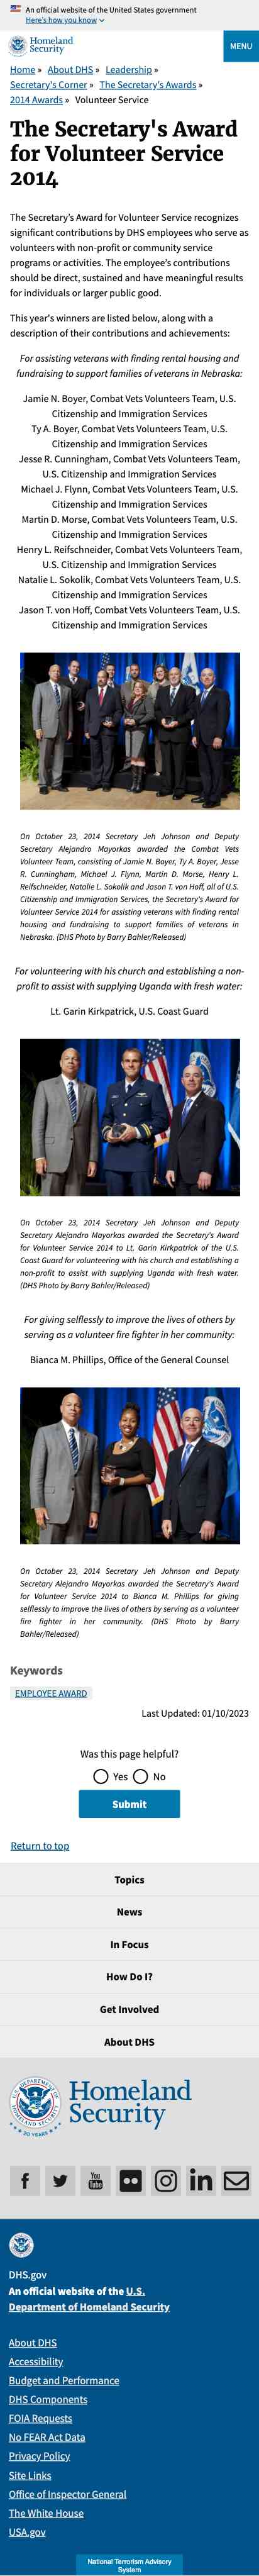 An official website of the United States government
Here's how you know
Homeland
Security
MENU
Home » About DHS » Leadership »
Secretary's Corner » The Secretary's Awards »
2014 Awards » Volunteer Service
The Secretary's Award
for Volunteer Service
2014
The Secretary's Award for Volunteer Service recognizes
significant contributions by DHS employees who serve as
volunteers with non-profit or community service
programs or activities. The employee's contributions
should be direct, sustained and have meaningful results
for individuals or larger public good.
This year's winners are listed below, along with a
description of their contributions and achievements:
For assisting veterans with finding rental housing and
fundraising to support families of veterans in Nebraska:
Jamie N. Boyer, Combat Vets Volunteers Team, U.S.
Citizenship and Immigration Services
Ty A. Boyer, Combat Vets Volunteers Team, U.S.
Citizenship and Immigration Services
Jesse R. Cunningham, Combat Vets Volunteers Team,
U.S. Citizenship and Immigration Services
Michael J. Flynn, Combat Vets Volunteers Team, U.S.
Citizenship and Immigration Services
Martin D. Morse, Combat Vets Volunteers Team, U.S.
Citizenship and Immigration Services
Henry L. Reifschneider, Combat Vets Volunteers Team,
U.S. Citizenship and Immigration Services
Natalie L. Sokolik, Combat Vets Volunteers Team, U.S.
Citizenship and Immigration Services
Jason T. von Hoff, Combat Vets Volunteers Team, U.S.
Citizenship and Immigration Services
On October 23, 2014 Secretary Jeh Johnson and Deputy
Secretary Alejandro Mayorkas awarded the Combat Vets
Volunteer Team, consisting of Jamie N. Boyer, Ty A. Boyer, Jesse
R. Cunningham, Michael J. Flynn, Martin D. Morse, Henry L.
Reifschneider, Natalie L. Sokolik and Jason T. von Hoff, all of U.S.
Citizenship and Immigration Services, the Secretary's Award for
Volunteer Service 2014 for assisting veterans with finding rental
housing and fundraising to support families of veterans in
Nebraska. (DHS Photo by Barry Bahler/Released)
For volunteering with his church and establishing a non-
profit to assist with supplying Uganda with fresh water:
Lt. Garin Kirkpatrick, U.S. Coast Guard
On October 23, 2014 Secretary Jeh Johnson and Deputy
Secretary Alejandro Mayorkas awarded the Secretary's Award
for Volunteer Service 2014 to Lt. Garin Kirkpatrick of the U.S.
Coast Guard for volunteering with his church and establishing a
non-profit to assist with supplying Uganda with fresh water.
(DHS Photo by Barry Bahler/Released)
For giving selflessly to improve the lives of others by
serving as a volunteer fire fighter in her community:
Bianca M. Phillips, Office of the General Counsel
On October 23, 2014 Secretary Jeh Johnson and Deputy
Secretary Alejandro Mayorkas awarded the Secretary's Award
for Volunteer Service 2014 to Bianca M. Phillips for giving
selflessly to improve the lives of others by serving as a volunteer
fire fighter in her community. (DHS Photo by Barry
Bahler/Released)
Keywords
EMPLOYEE AWARD
Last Updated: 01/10/2023
Was this page helpful?
Yes No
Submit
Return to top
Topics
News
In Focus
How Do I?
Get Involved
About DHS
Homeland
Security
20 YEARS
You
Tube
DHS.gov
An official website of the U.S.
Department of Homeland Security
About DHS
Accessibility
Budget and Performance
DHS Components
FOIA Requests
No FEAR Act Data
Privacy Policy
Site Links
Office of Inspector General
The White House
USA.gov
National Terrorism Advisory
System